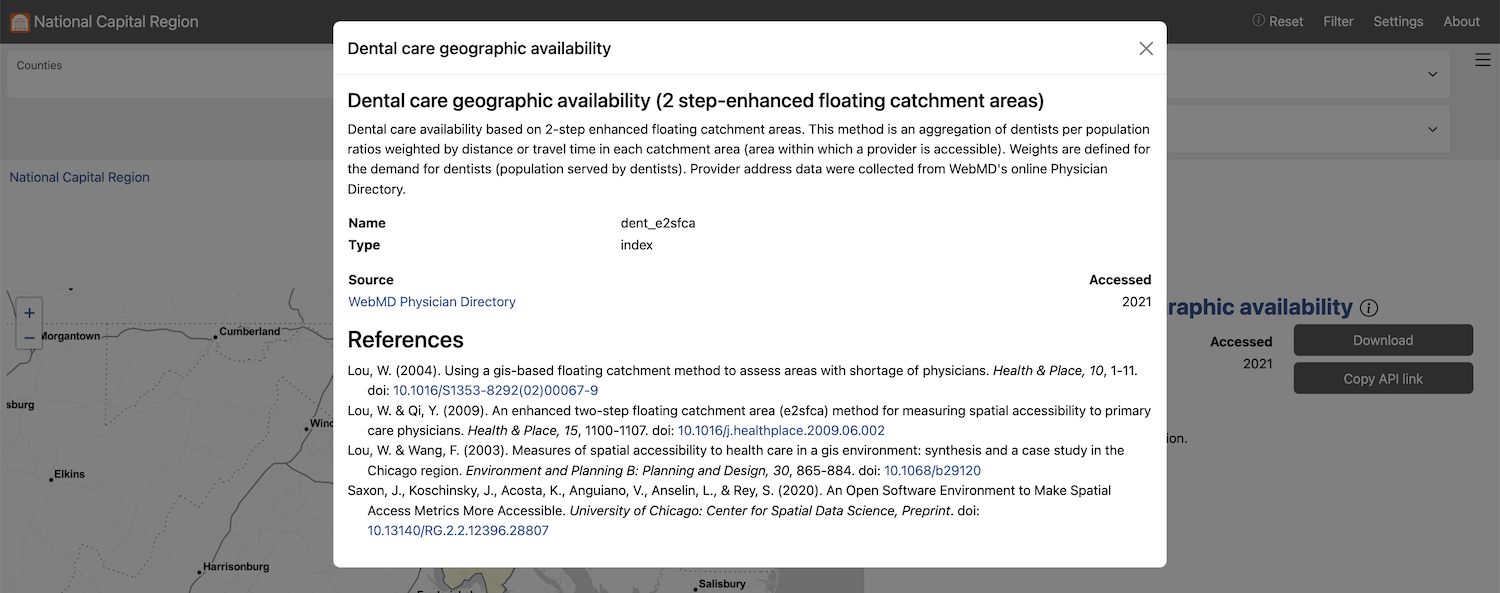 National Capital Region
Reset Filter Settings About
Counties
National Capital Region
Dental care geographic availability
Dental care geographic availability (2 step-enhanced floating catchment areas)
Dental care availability based on 2-step enhanced floating catchment areas. This method is an aggregation of dentists per population
ratios weighted by distance or travel time in each catchment area (area within which a provider is accessible). Weights are defined for
the demand for dentists (population served by dentists). Provider address data were collected from WebMD's online Physician
Directory.
Name dent_e2sfca
Type index
Source Accessed
WebMD Physician Directory 2021
References
Lou, W. (2004). Using a gis-based floating catchment method to assess areas with shortage of physicians. Health & Place, 10, 1-11.
doi: 10.1016/S1353-8292(02)00067-9
Lou, W. & Qi, Y. (2009). An enhanced two-step floating catchment area (e2sfca) method for measuring spatial accessibility to primary
care physicians. Health & Place, 15, 1100-1107. doi: 10.1016/j.healthplace.2009.06.002
Lou, W. & Wang, F. (2003). Measures of spatial accessibility to health care in a gis environment: synthesis and a case study in the
Chicago region. Environment and Planning B: Planning and Design, 30, 865-884. doi: 10.1068/b29120
Saxon, J., Koschinsky, J., Acosta, K., Anguiano, V., Anselin, L., & Rey, S. (2020). An Open Software Environment to Make Spatial
Access Metrics More Accessible. University of Chicago: Center for Spatial Data Science, Preprint. doi:
10.13140/RG.2.2.12396.28807
+
−
Morgantown
Cumberland
sburg
Winc
Elkins
Harrisonburg
Salisbury
raphic availability
Accessed
2021
Download
Copy API link
ion.